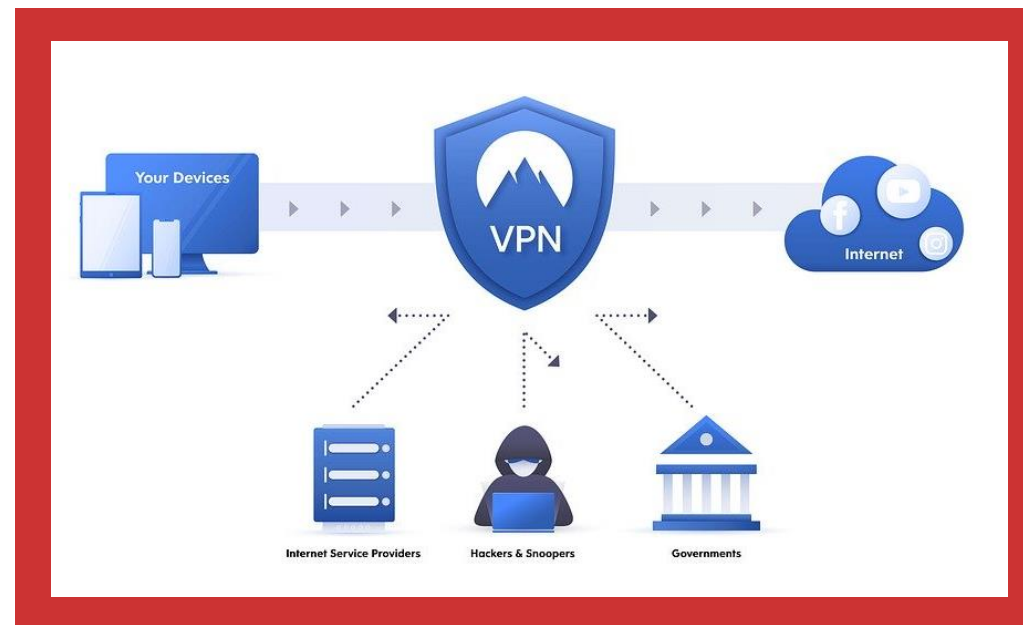 Your Devices
VPN
Internet
Internet Service Providers
Hackers & Snoopers
Governments